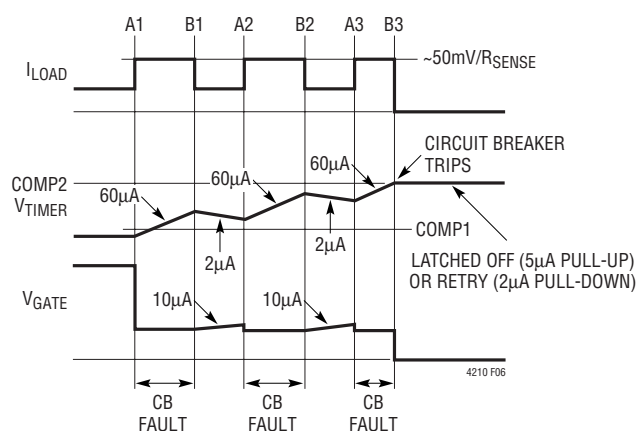 A1 B1 A2 B2 A3 B3
ILOAD
~50mV/RSENSE
CIRCUIT BREAKER
TRIPS
COMP2
VTIMER
60µA
60µA
60µA
COMP1
2µA
2µA
LATCHED OFF (5µA PULL-UP)
OR RETRY (2µA PULL-DOWN)
VGATE
10µA
10µA
4210 F06
CB
FAULT
CB
FAULT
CB
FAULT